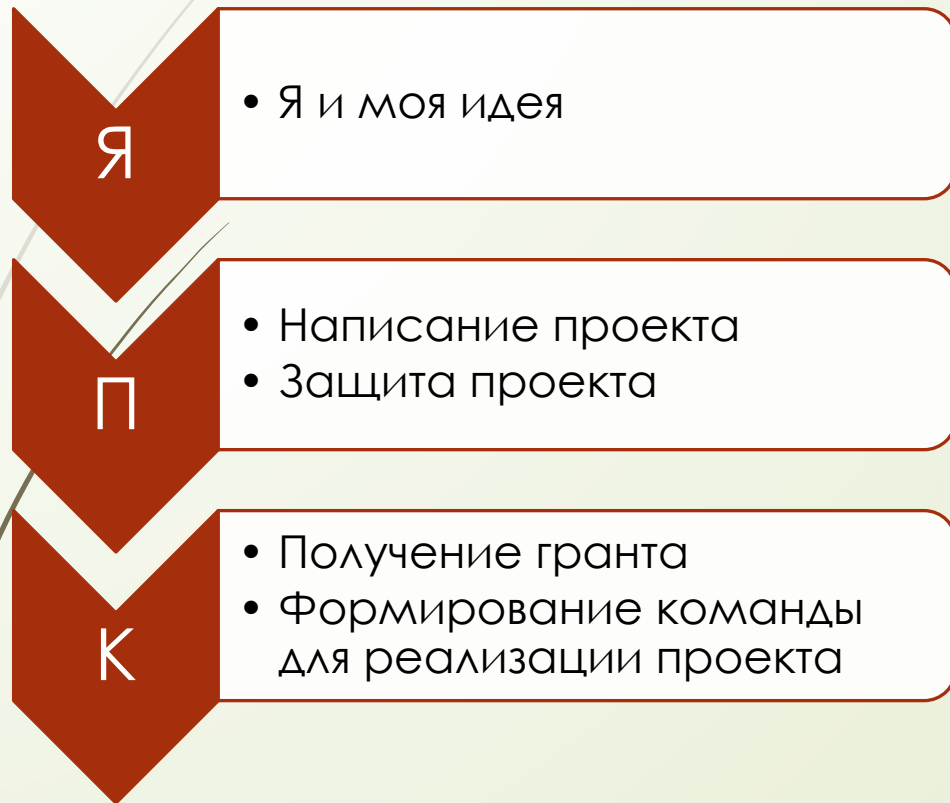 Я
• Я и моя идея
П
• Написание проекта
• Защита проекта
К
• Получение гранта
• Формирование команды
для реализации проекта